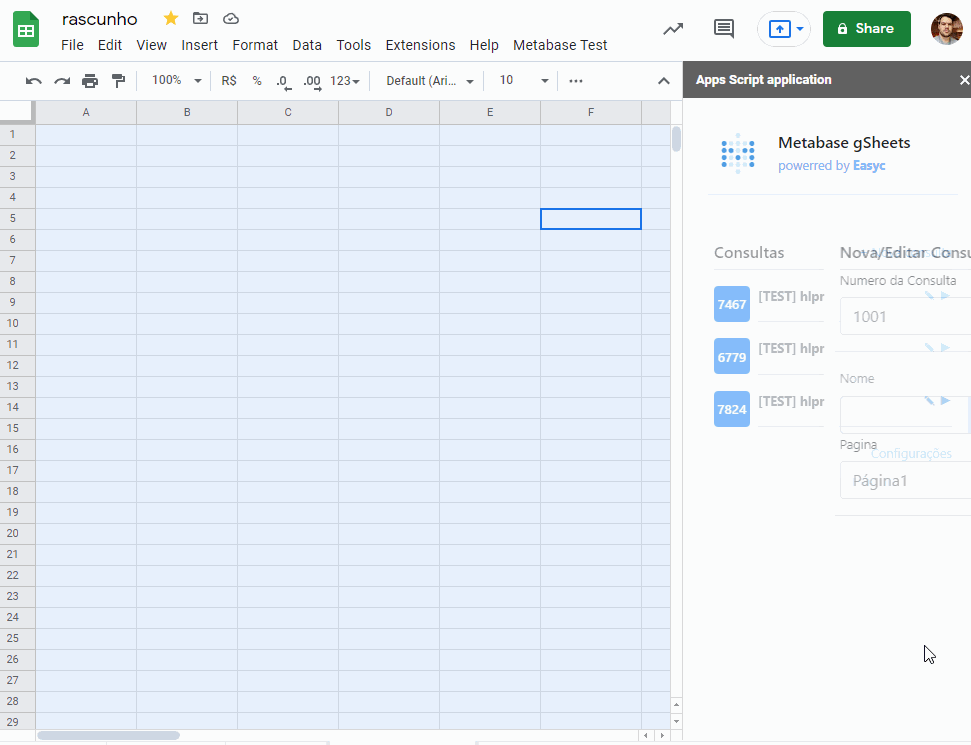 rascunho
File Edit View Insert Format Data Tools Extensions Help Metabase Test
Share
100% R$ % .0 .00 123 Default (Ari... 10
Apps Script application
Metabase gSheets
powerred by Easyc
A B C D E F
1
2
3
4
5
6
7
8
9
10
11
12
13
14
15
16
17
18
19
20
21
22
23
24
25
26
27
28
29
Consultas
7467 [TEST] hlpr
6779 [TEST] hlpr
7824 [TEST] hlpr
Nova/Editar Consu
Numero da Consulta
1001
Nome
Pagina
Configurações
Página1